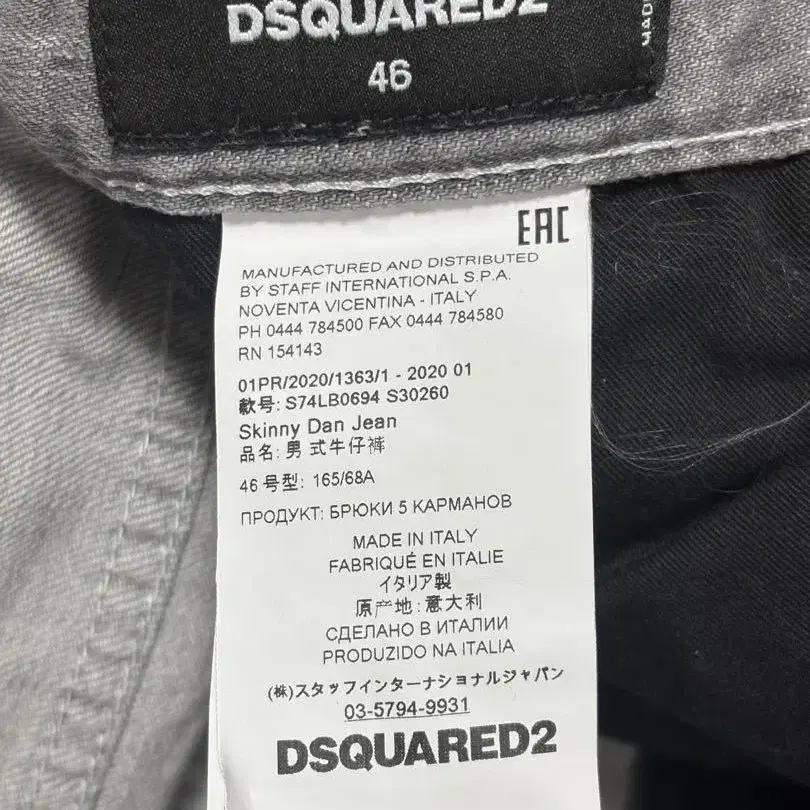 DSQUARED2
46
MAD
EAC
MANUFACTURED AND DISTRIBUTED
BY STAFF INTERNATIONAL S.P.A.
NOVENTA VICENTINA - ITALY
PH 0444 784500 FAX 0444 784580
RN 154143
01PR/2020/1363/1 - 2020 01
款号: S74LB0694 S30260
Skinny Dan Jean
品名: 男 式牛仔裤
46 号型: 165/68A
ПРОДУКТ: БРЮКИ 5 КАРМАНОВ
MADE IN ITALY
FABRIQUÉ EN ITALIE
イタリア製
原产地: 意大利
СДЕЛАНО В ИТАЛИИ
PRODUZIDO NA ITALIA
(株)スタッフインターナショナルジャパン
03-5794-9931
DSQUARED2